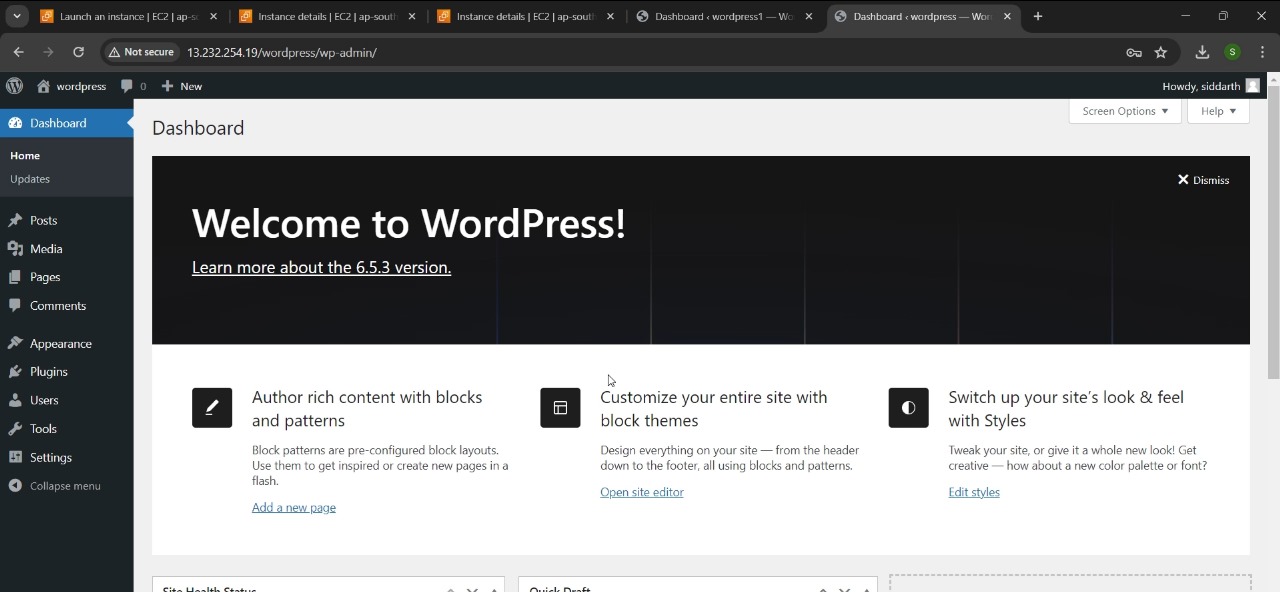 Launch an instance | EC2 | ap-s
Instance details | EC2 | ap-south
Instance details | EC2 | ap-south
Dashboard ‹ wordpress1 — Wo
Dashboard ‹ wordpress — Wor
Not secure
13.232.254.19/wordpress/wp-admin/
S
wordpress
0
New
Howdy, siddarth
Dashboard
Home
Updates
Posts
Media
Pages
Comments
Appearance
Plugins
Users
Tools
Settings
Collapse menu
Screen Options
Help
Dashboard
Dismiss
Welcome to WordPress!
Learn more about the 6.5.3 version.
Author rich content with blocks
and patterns
Block patterns are pre-configured block layouts.
Use them to get inspired or create new pages in a
flash.
Add a new page
Customize your entire site with
block themes
Design everything on your site — from the header
down to the footer, all using blocks and patterns.
Open site editor
Switch up your site's look & feel
with Styles
Tweak your site, or give it a whole new look! Get
creative — how about a new color palette or font?
Edit styles
Site Health Status
Quick Draft